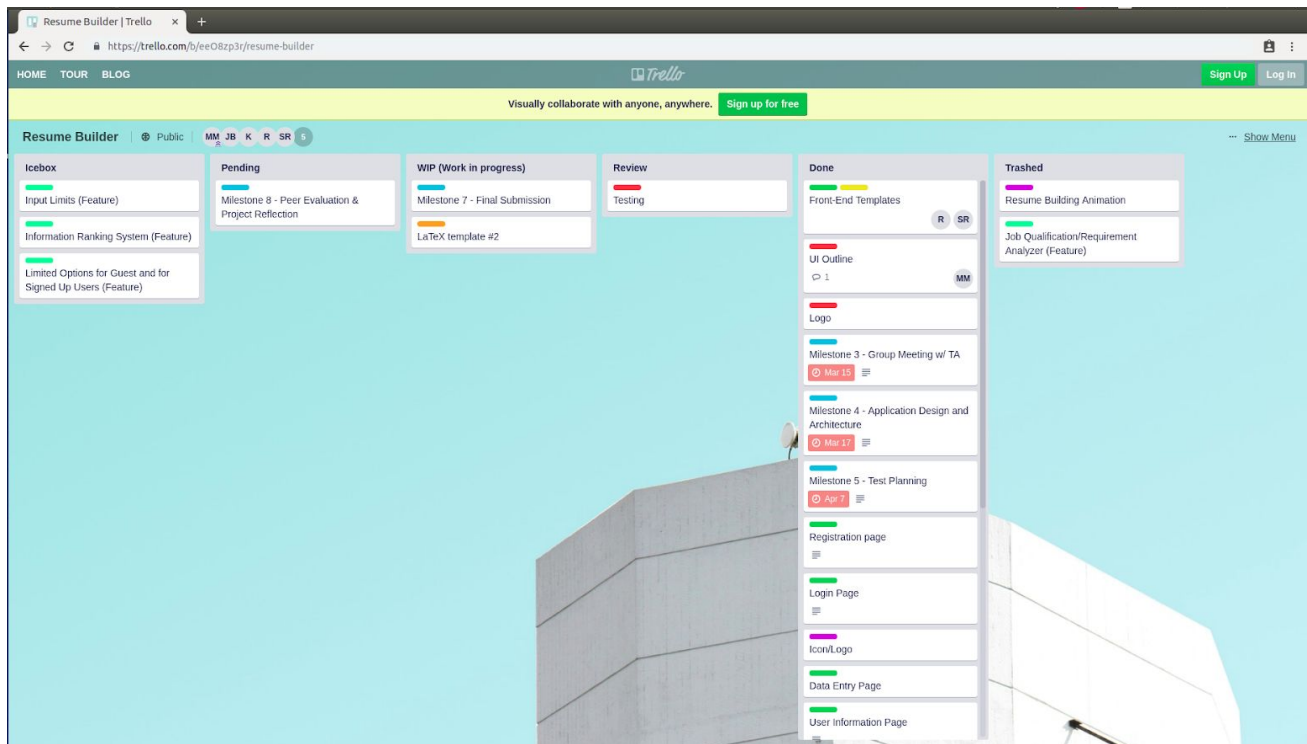 Resume Builder | Trello
https://trello.com/b/eeO8zp3r/resume-builder
HOME TOUR BLOG
Trello
Sign Up Log In
Visually collaborate with anyone, anywhere. Sign up for free
Resume Builder Public MM JB K R SR 5
Show Menu
Icebox
Input Limits (Feature)
Information Ranking System (Feature)
Limited Options for Guest and for
Signed Up Users (Feature)
Pending
Milestone 8 - Peer Evaluation &
Project Reflection
WIP (Work in progress)
Milestone 7 - Final Submission
LaTeX template #2
Review
Testing
Done
Front-End Templates
R SR
UI Outline
1 MM
Logo
Milestone 3 - Group Meeting w/ TA
Mar 15
Milestone 4 - Application Design and
Architecture
Mar 17
Milestone 5 - Test Planning
Apr 7
Registration page
Login Page
Icon/Logo
Data Entry Page
User Information Page
Trashed
Resume Building Animation
Job Qualification/Requirement
Analyzer (Feature)